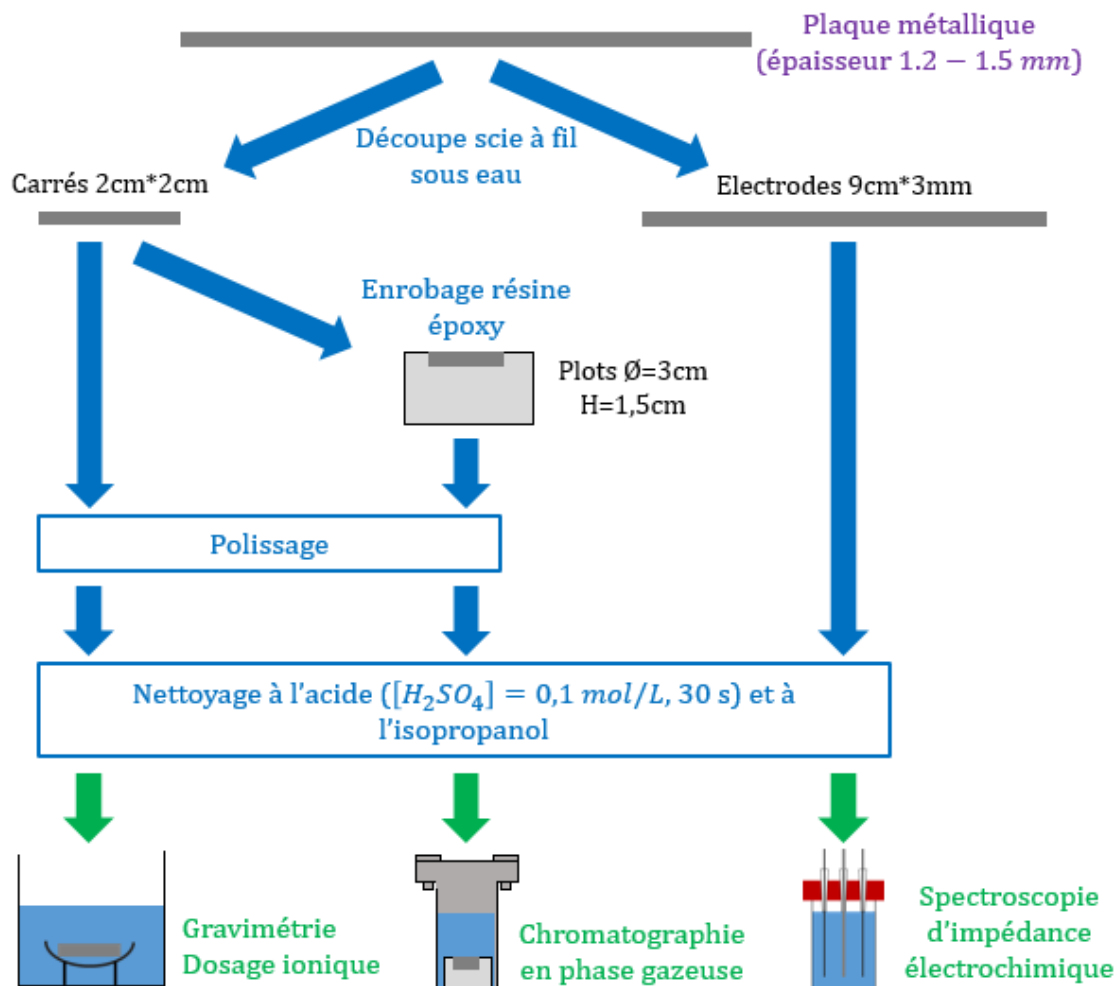 Plaque métallique
(épaisseur 1.2 − 1.5 mm)
Découpe scie à fil
sous eau
Carrés 2cm*2cm
Electrodes 9cm*3mm
Enrobage résine
époxy
Plots Ø=3cm
H=1,5cm
Polissage
Nettoyage à l'acide ([H₂SO₄] = 0,1 mol/L, 30 s) et à
l'isopropanol
Gravimétrie
Dosage ionique
Chromatographie
en phase gazeuse
Spectroscopie
d'impédance
électrochimique